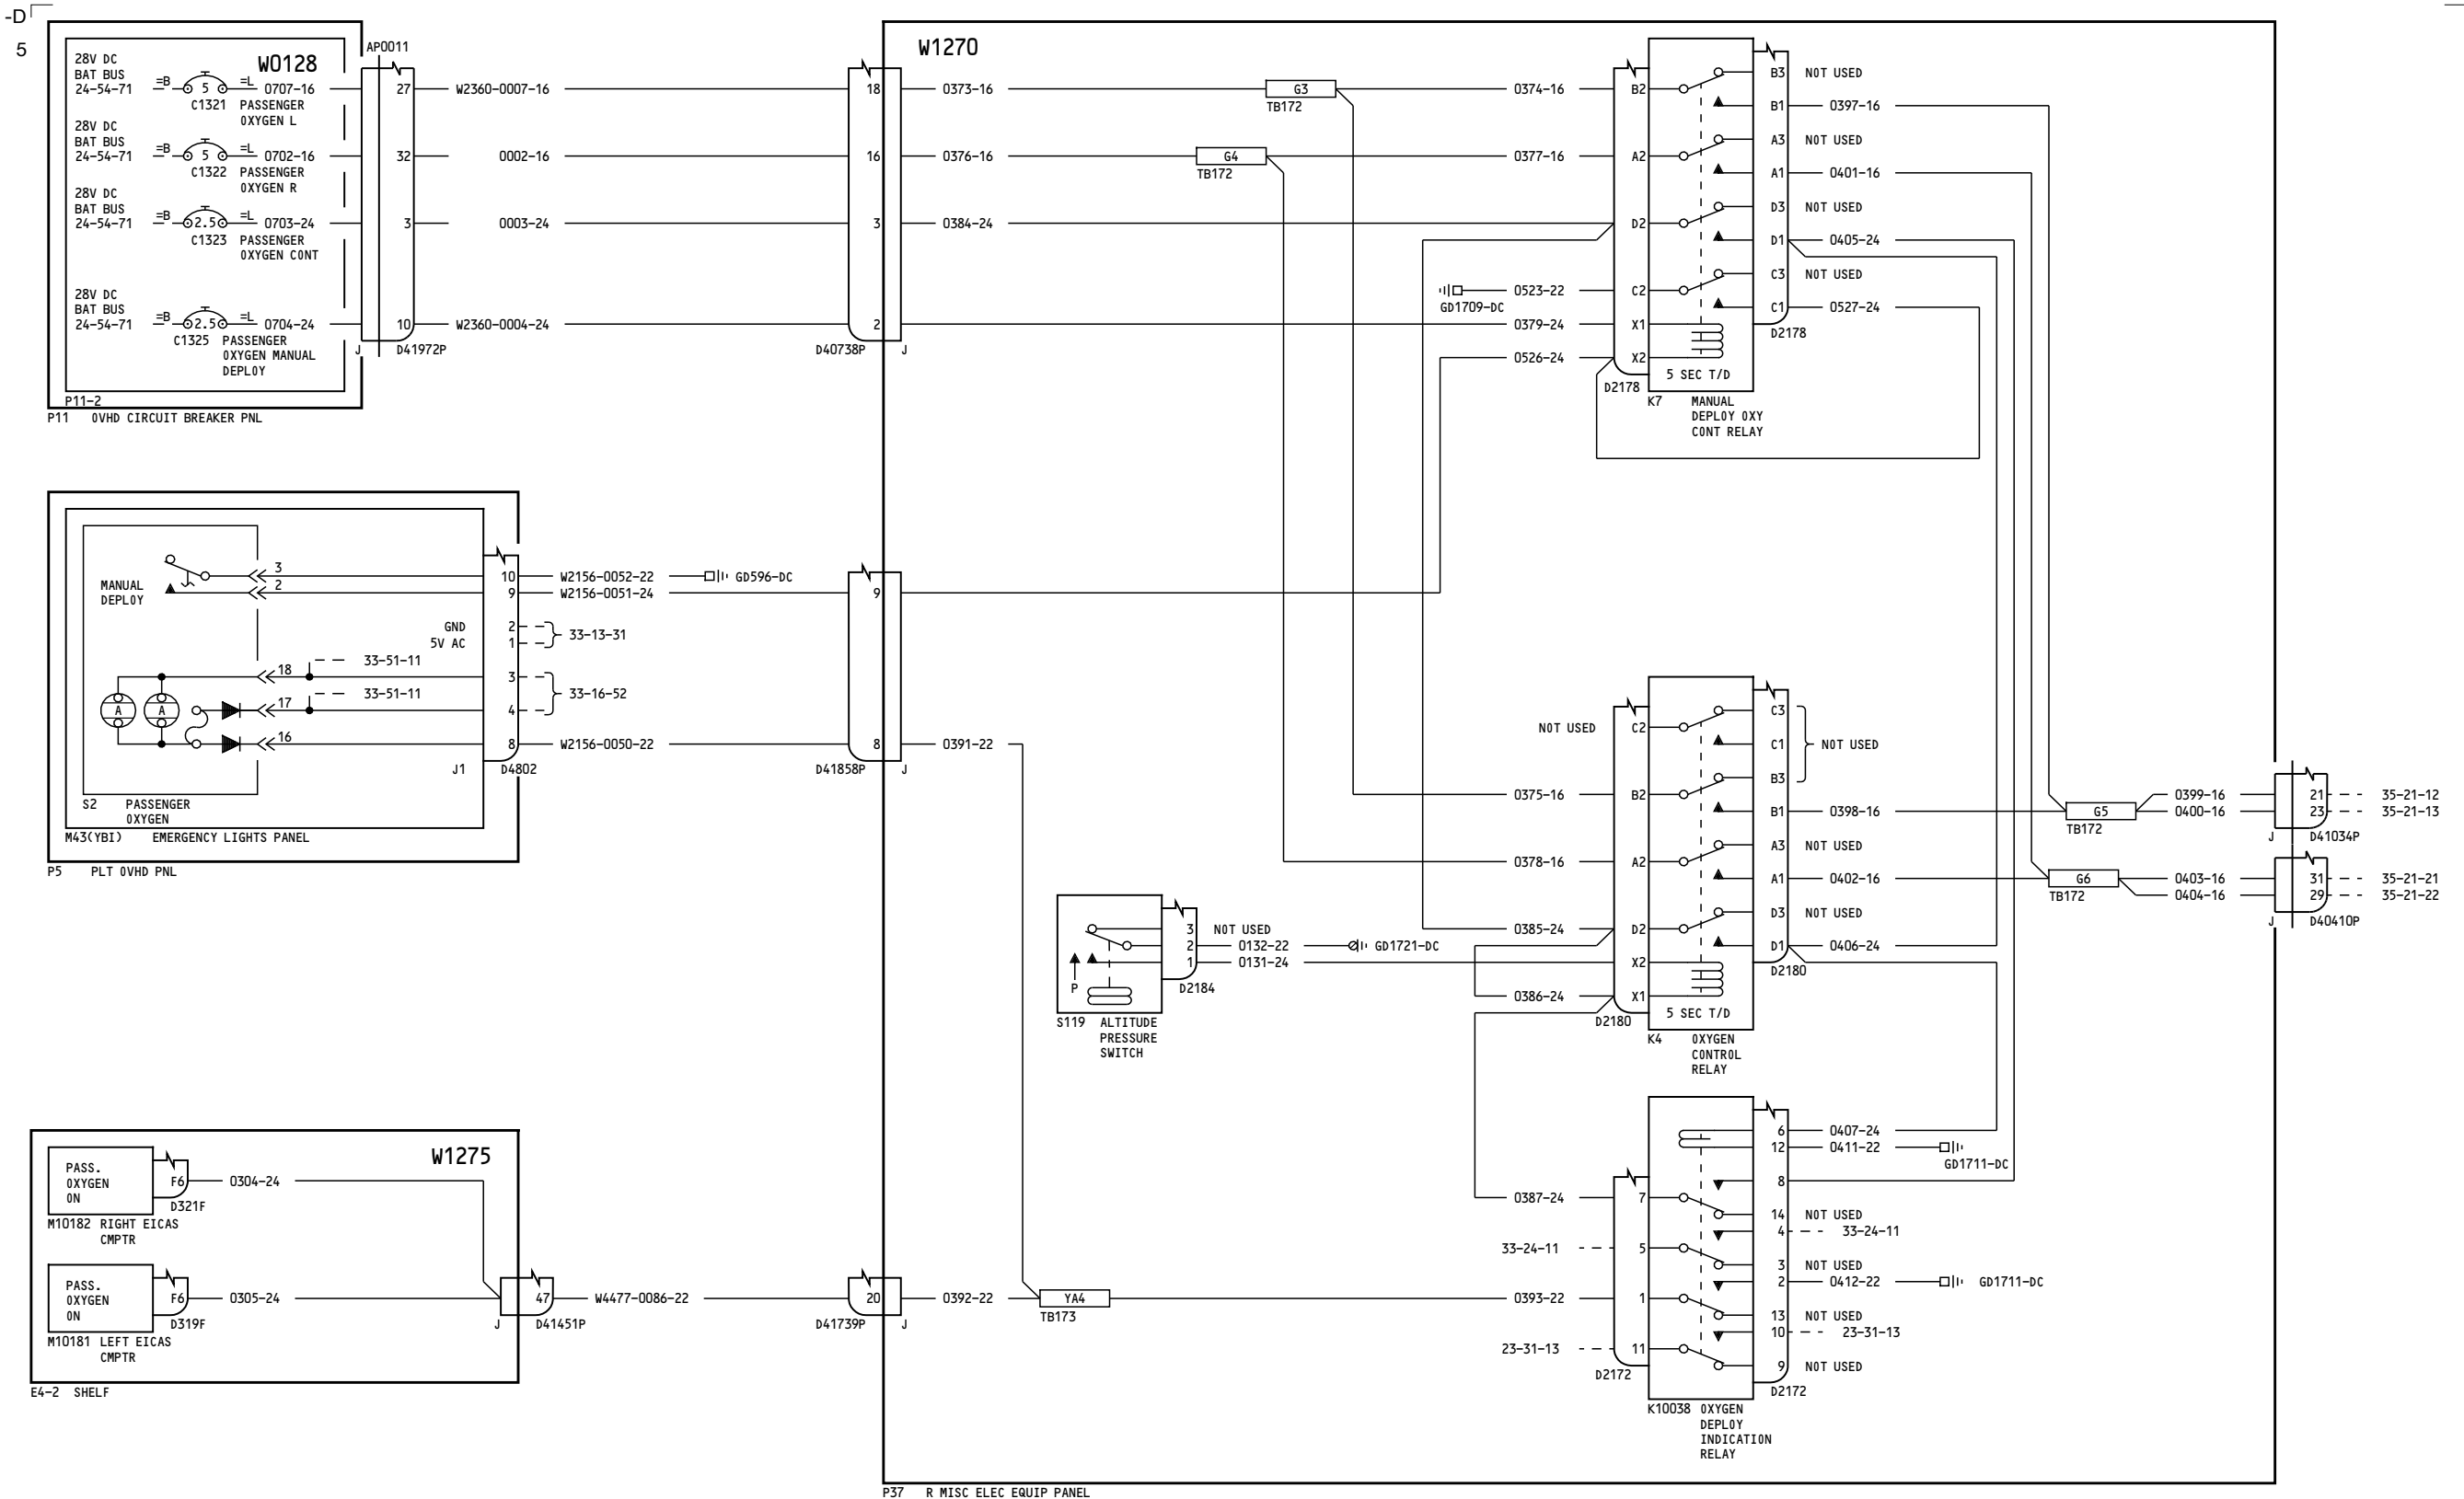 -D
5
W0128
AP0011
28V DC
BAT BUS
24-54-71
=B
5
=L
0707-16
C1321
PASSENGER
OXYGEN L
27
W2360-0007-16
28V DC
BAT BUS
24-54-71
=B
5
=L
0702-16
C1322
PASSENGER
OXYGEN R
32
0002-16
28V DC
BAT BUS
24-54-71
=B
2.5
=L
0703-24
C1323
PASSENGER
OXYGEN CONT
3
0003-24
28V DC
BAT BUS
24-54-71
=B
2.5
=L
0704-24
C1325
PASSENGER
OXYGEN MANUAL
DEPLOY
10
W2360-0004-24
J
D41972P
P11-2
P11 OVHD CIRCUIT BREAKER PNL
W1270
18
0373-16
G3
TB172
0374-16
16
0376-16
G4
TB172
0377-16
3
0384-24
2
D40738P
J
GD1709-DC
0523-22
0379-24
0526-24
B2
A2
D2
C2
X1
X2
B3 NOT USED
B1 0397-16
A3 NOT USED
A1 0401-16
D3 NOT USED
D1 0405-24
C3 NOT USED
C1 0527-24
D2178
5 SEC T/D
D2178
K7 MANUAL
DEPLOY OXY
CONT RELAY
MANUAL
DEPLOY
3
2
10 W2156-0052-22 GD596-DC
9 W2156-0051-24
9
GND 2
5V AC 1
33-13-31
18
33-51-11
3
17
33-51-11
4
33-16-52
A
A
16
8 W2156-0050-22
8
0391-22
J1
D4802
D41858P
J
S2 PASSENGER
OXYGEN
M43(YBI) EMERGENCY LIGHTS PANEL
P5 PLT OVHD PNL
NOT USED
C2
C3
C1
B3
NOT USED
0375-16
B2
B1 0398-16
0378-16
A2
A3 NOT USED
A1 0402-16
0385-24
D2
D3 NOT USED
D1 0406-24
X2
0386-24
X1
D2180
5 SEC T/D
D2180
K4 OXYGEN
CONTROL
RELAY
G5
TB172
0399-16
0400-16
21
23
35-21-12
35-21-13
J
D41034P
G6
TB172
0403-16
0404-16
31
29
35-21-21
35-21-22
J
D40410P
P
3 NOT USED
2 0132-22 GD1721-DC
1 0131-24
D2184
S119 ALTITUDE
PRESSURE
SWITCH
W1275
PASS.
OXYGEN
ON
F6
0304-24
D321F
M10182 RIGHT EICAS
CMPTR
PASS.
OXYGEN
ON
F6
0305-24
D319F
M10181 LEFT EICAS
CMPTR
E4-2 SHELF
47
W4477-0086-22
J
D41451P
20
0392-22
D41739P
J
YA4
TB173
0393-22
0387-24
7
33-24-11
5
1
23-31-13
11
D2172
6 0407-24
12 0411-22
GD1711-DC
8
14 NOT USED
4 33-24-11
3 NOT USED
2 0412-22 GD1711-DC
13 NOT USED
10 23-31-13
9 NOT USED
D2172
K10038 OXYGEN
DEPLOY
INDICATION
RELAY
P37 R MISC ELEC EQUIP PANEL